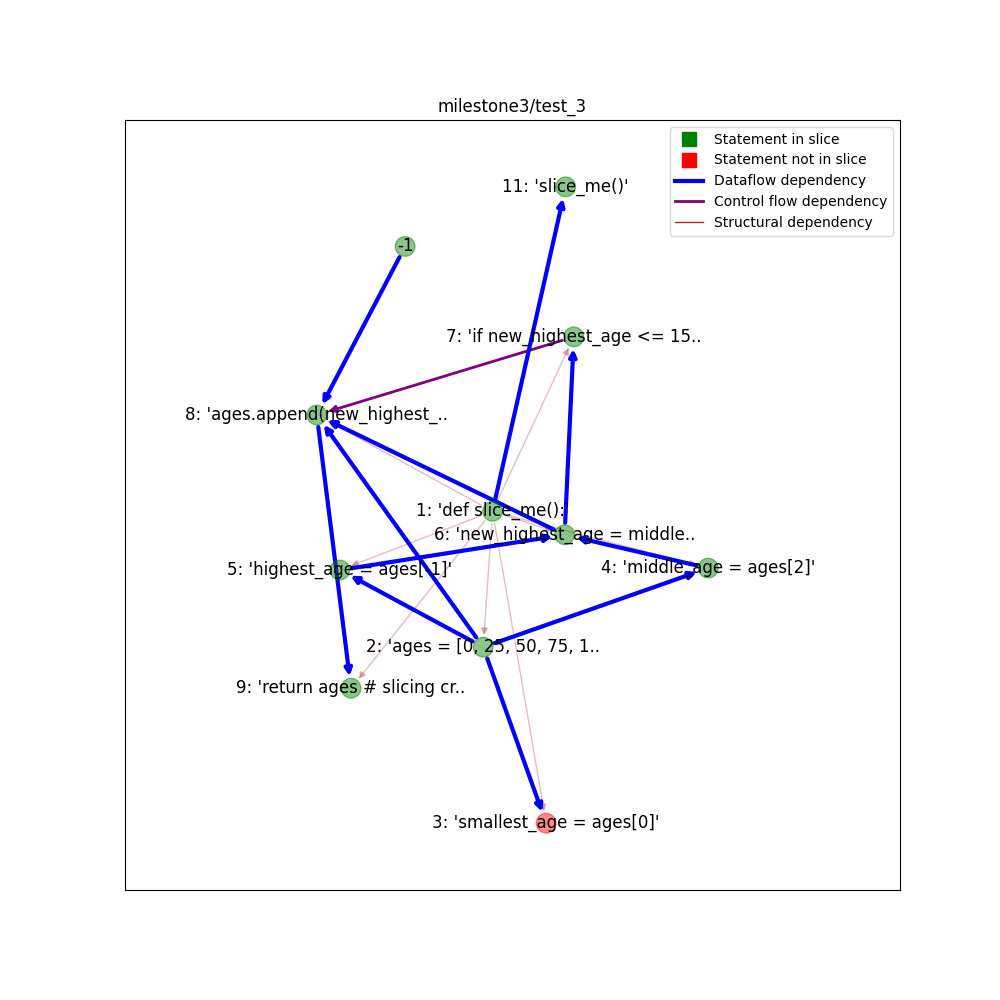 milestone3/test_3
Statement in slice
Statement not in slice
Dataflow dependency
Control flow dependency
Structural dependency
11: 'slice_me()'
-1
7: 'if new_highest_age <= 15..
8: 'ages.append(new_highest_..
1: 'def slice_me():'
6: 'new_highest_age = middle..
4: 'middle_age = ages[2]'
5: 'highest_age = ages[-1]'
2: 'ages = [0, 25, 50, 75, 1..
9: 'return ages # slicing cr..
3: 'smallest_age = ages[0]'